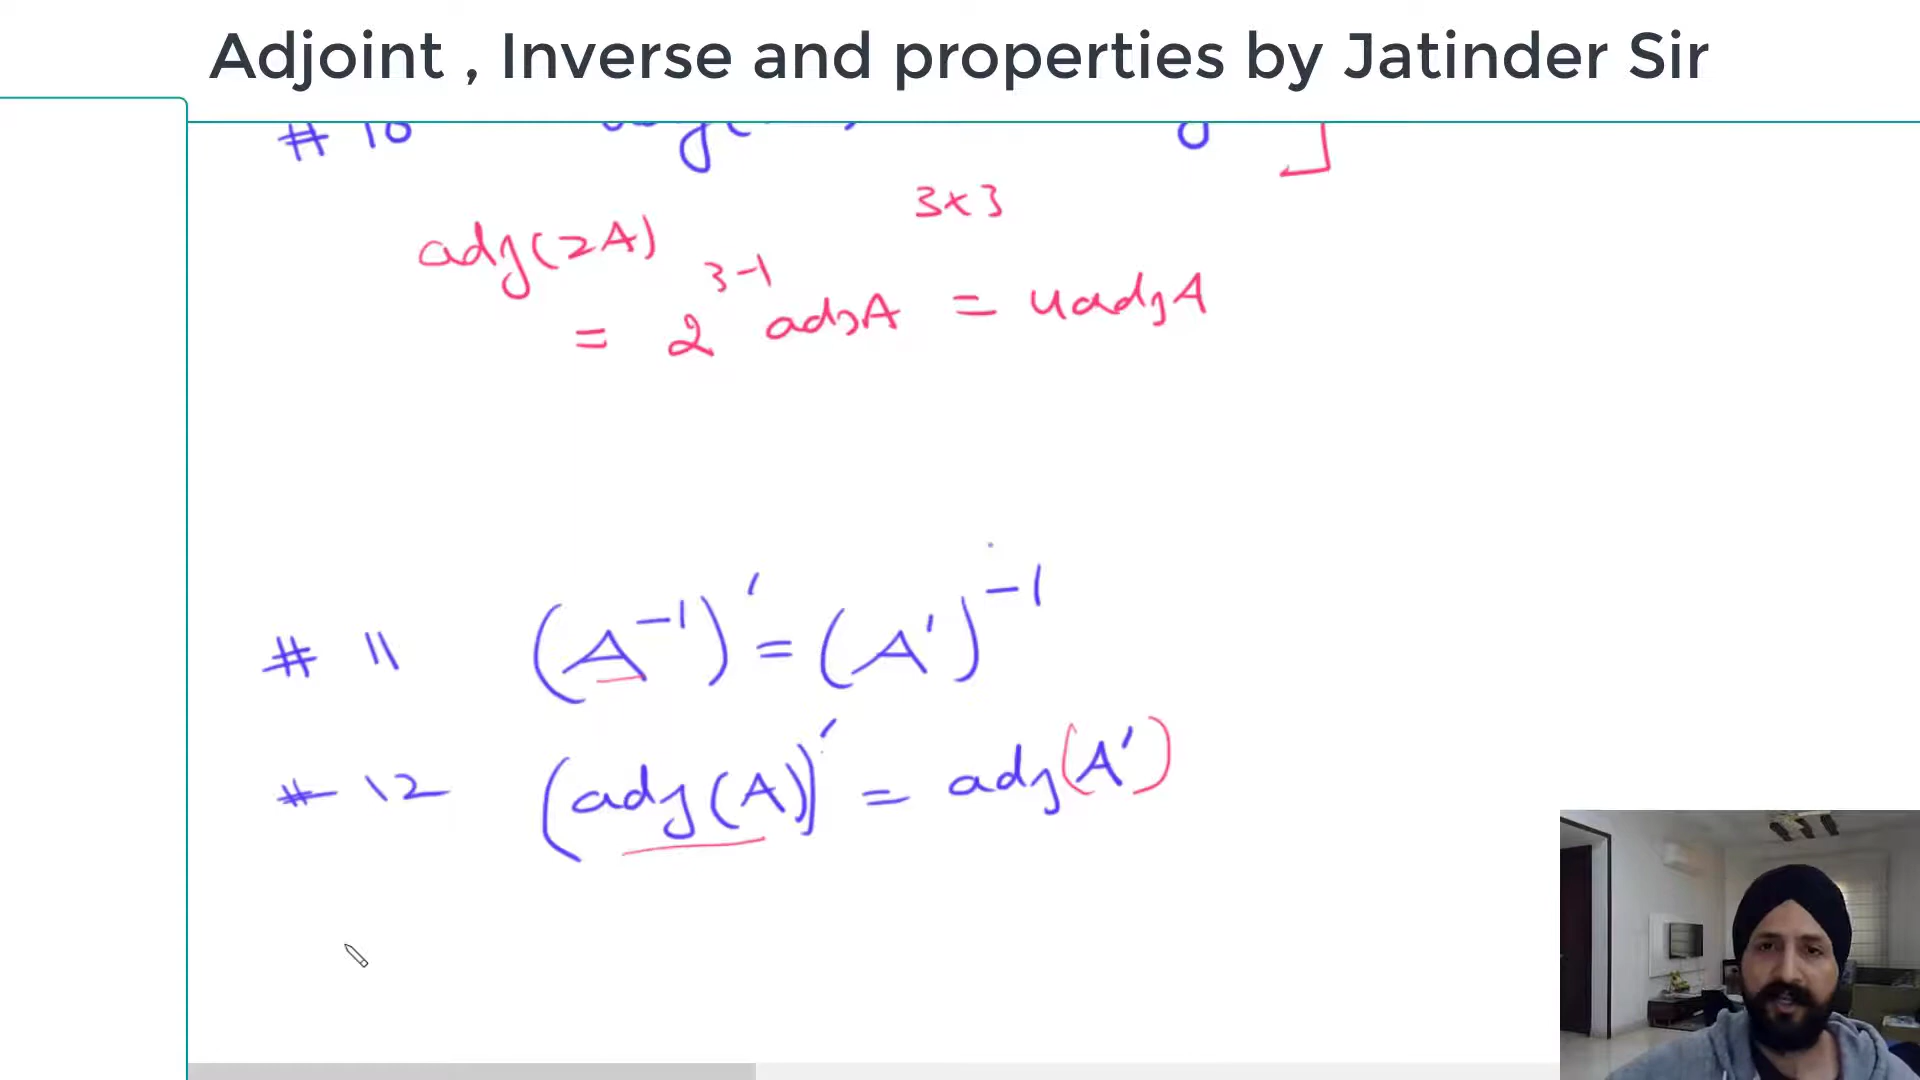 Adjoint , Inverse and properties by Jatinder Sir
# 10
3×3
adj(2A)
= 2^{3-1} adjA = 4adjA
# 11 (A^{-1})' = (A')^{-1}
# 12 (adj(A))' = adj(A')